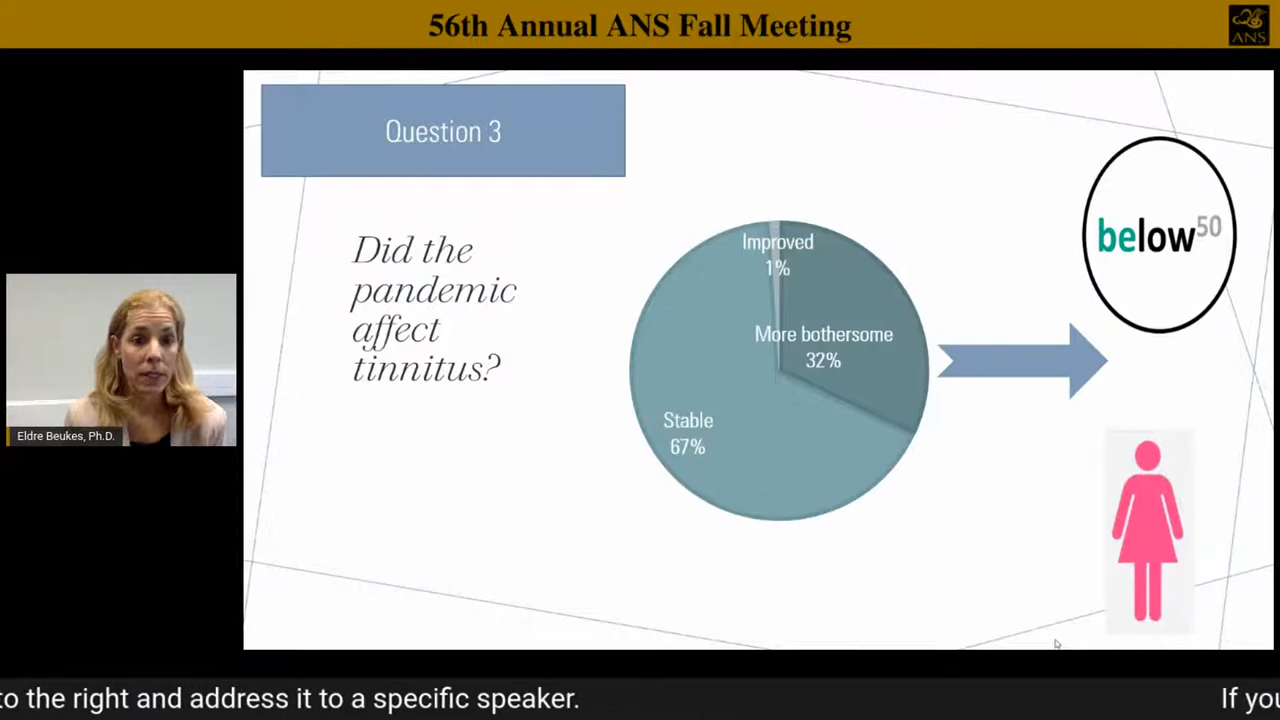 56th Annual ANS Fall Meeting
ANS
Question 3
Did the
pandemic
affect
tinnitus?
Improved
1%
More bothersome
32%
Stable
67%
below50
Eldre Beukes, Ph.D.
to the right and address it to a specific speaker.
If you